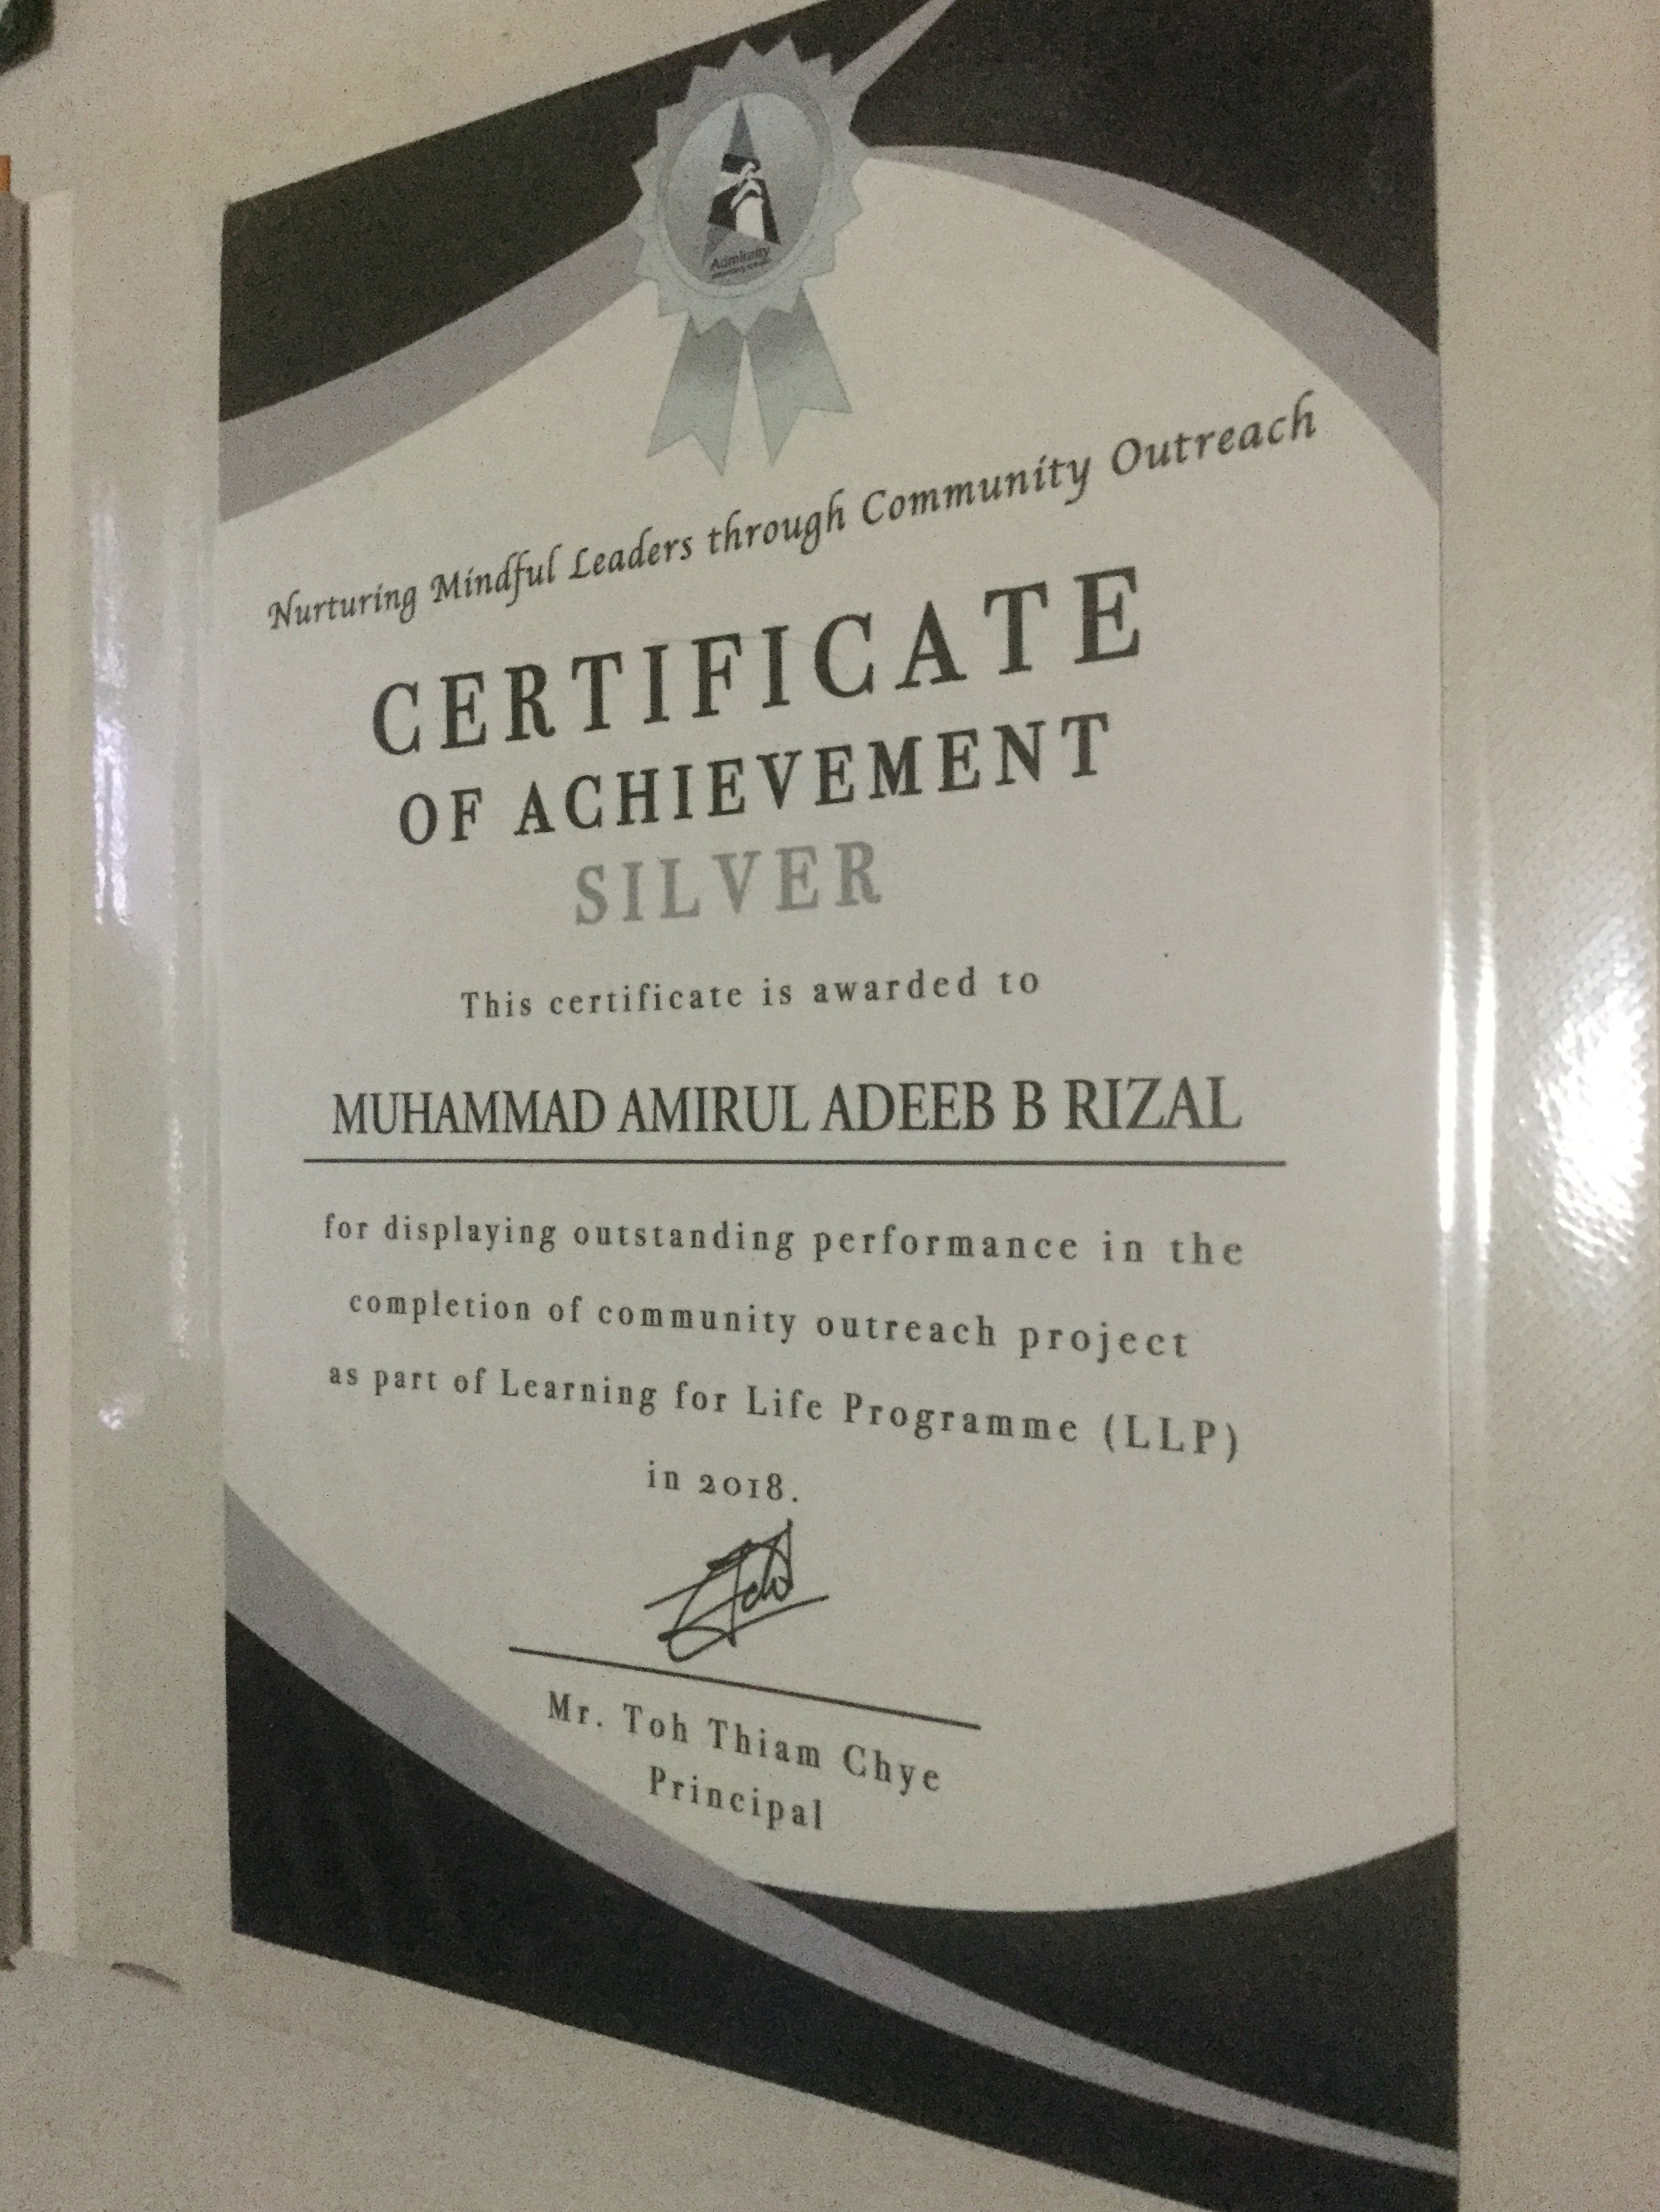 Admiralty
Nurturing Mindful Leaders through Community Outreach
CERTIFICATE
OF ACHIEVEMENT
SILVER
This certificate is awarded to
MUHAMMAD AMIRUL ADEEB B RIZAL
for displaying outstanding performance in the
completion of community outreach project
as part of Learning for Life Programme (LLP)
in 2018.
Mr. Toh Thiam Chye
Principal